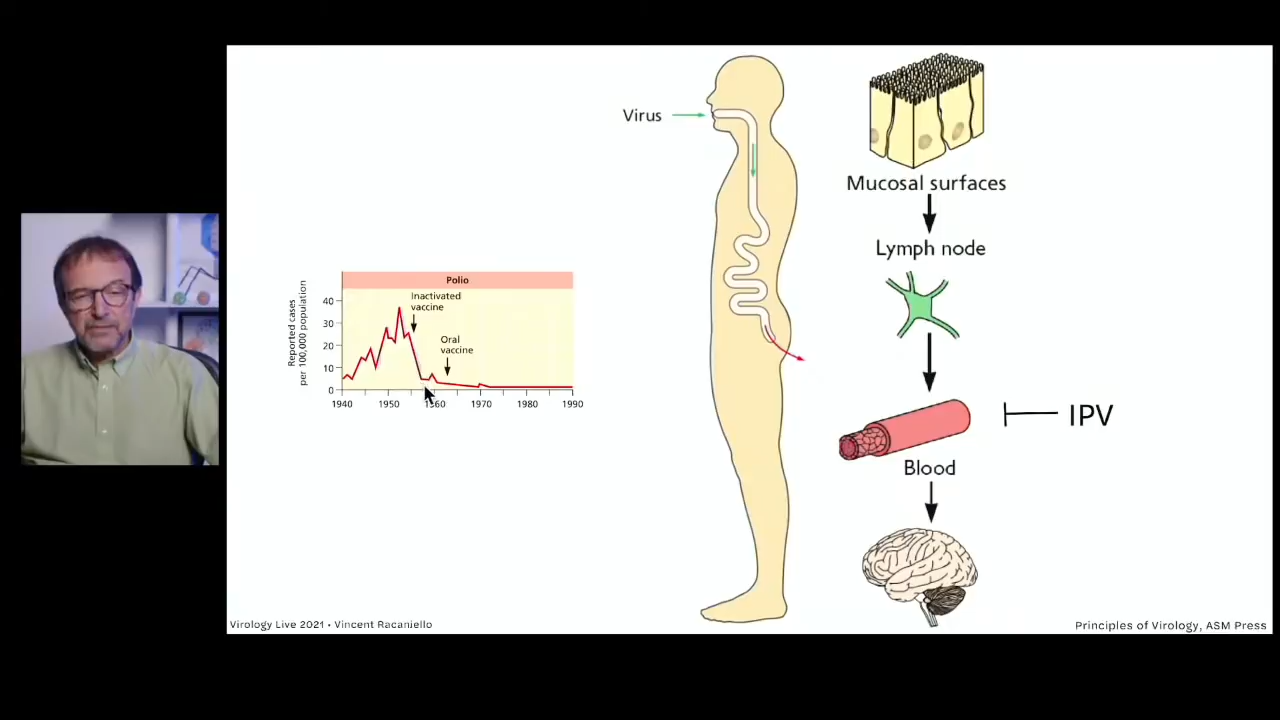 Virus
Mucosal surfaces
Lymph node
Polio
Reported cases
per 100,000 population
40
30
20
10
0
Inactivated
vaccine
Oral
vaccine
1940 1950 1960 1970 1980 1990
IPV
Blood
Virology Live 2021 • Vincent Racaniello
Principles of Virology, ASM Press